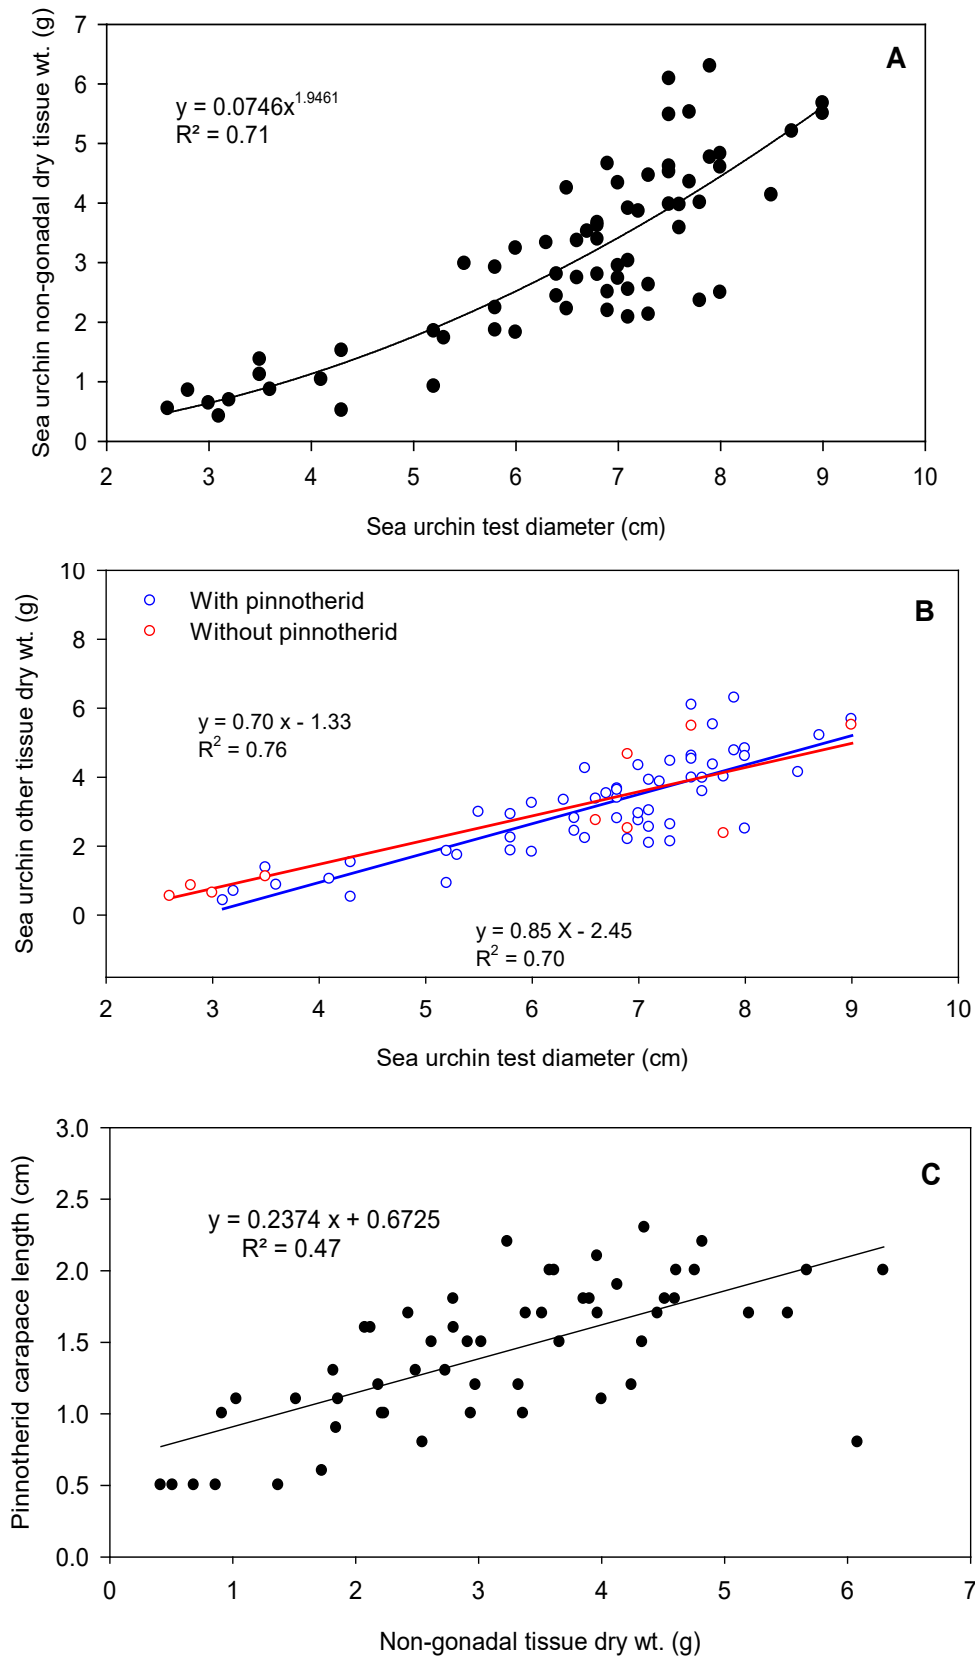 A
y = 0.0746x^1.9461
R² = 0.71
Sea urchin non-gonadal dry tissue wt. (g)
7
6
5
4
3
2
1
0
2 3 4 5 6 7 8 9 10
Sea urchin test diameter (cm)
B
With pinnotherid
Without pinnotherid
y = 0.70 x - 1.33
R² = 0.76
y = 0.85 X - 2.45
R² = 0.70
Sea urchin other tissue dry wt. (g)
10
8
6
4
2
0
2 3 4 5 6 7 8 9 10
Sea urchin test diameter (cm)
C
y = 0.2374 x + 0.6725
R² = 0.47
Pinnotherid carapace length (cm)
3.0
2.5
2.0
1.5
1.0
0.5
0.0
0 1 2 3 4 5 6 7
Non-gonadal tissue dry wt. (g)